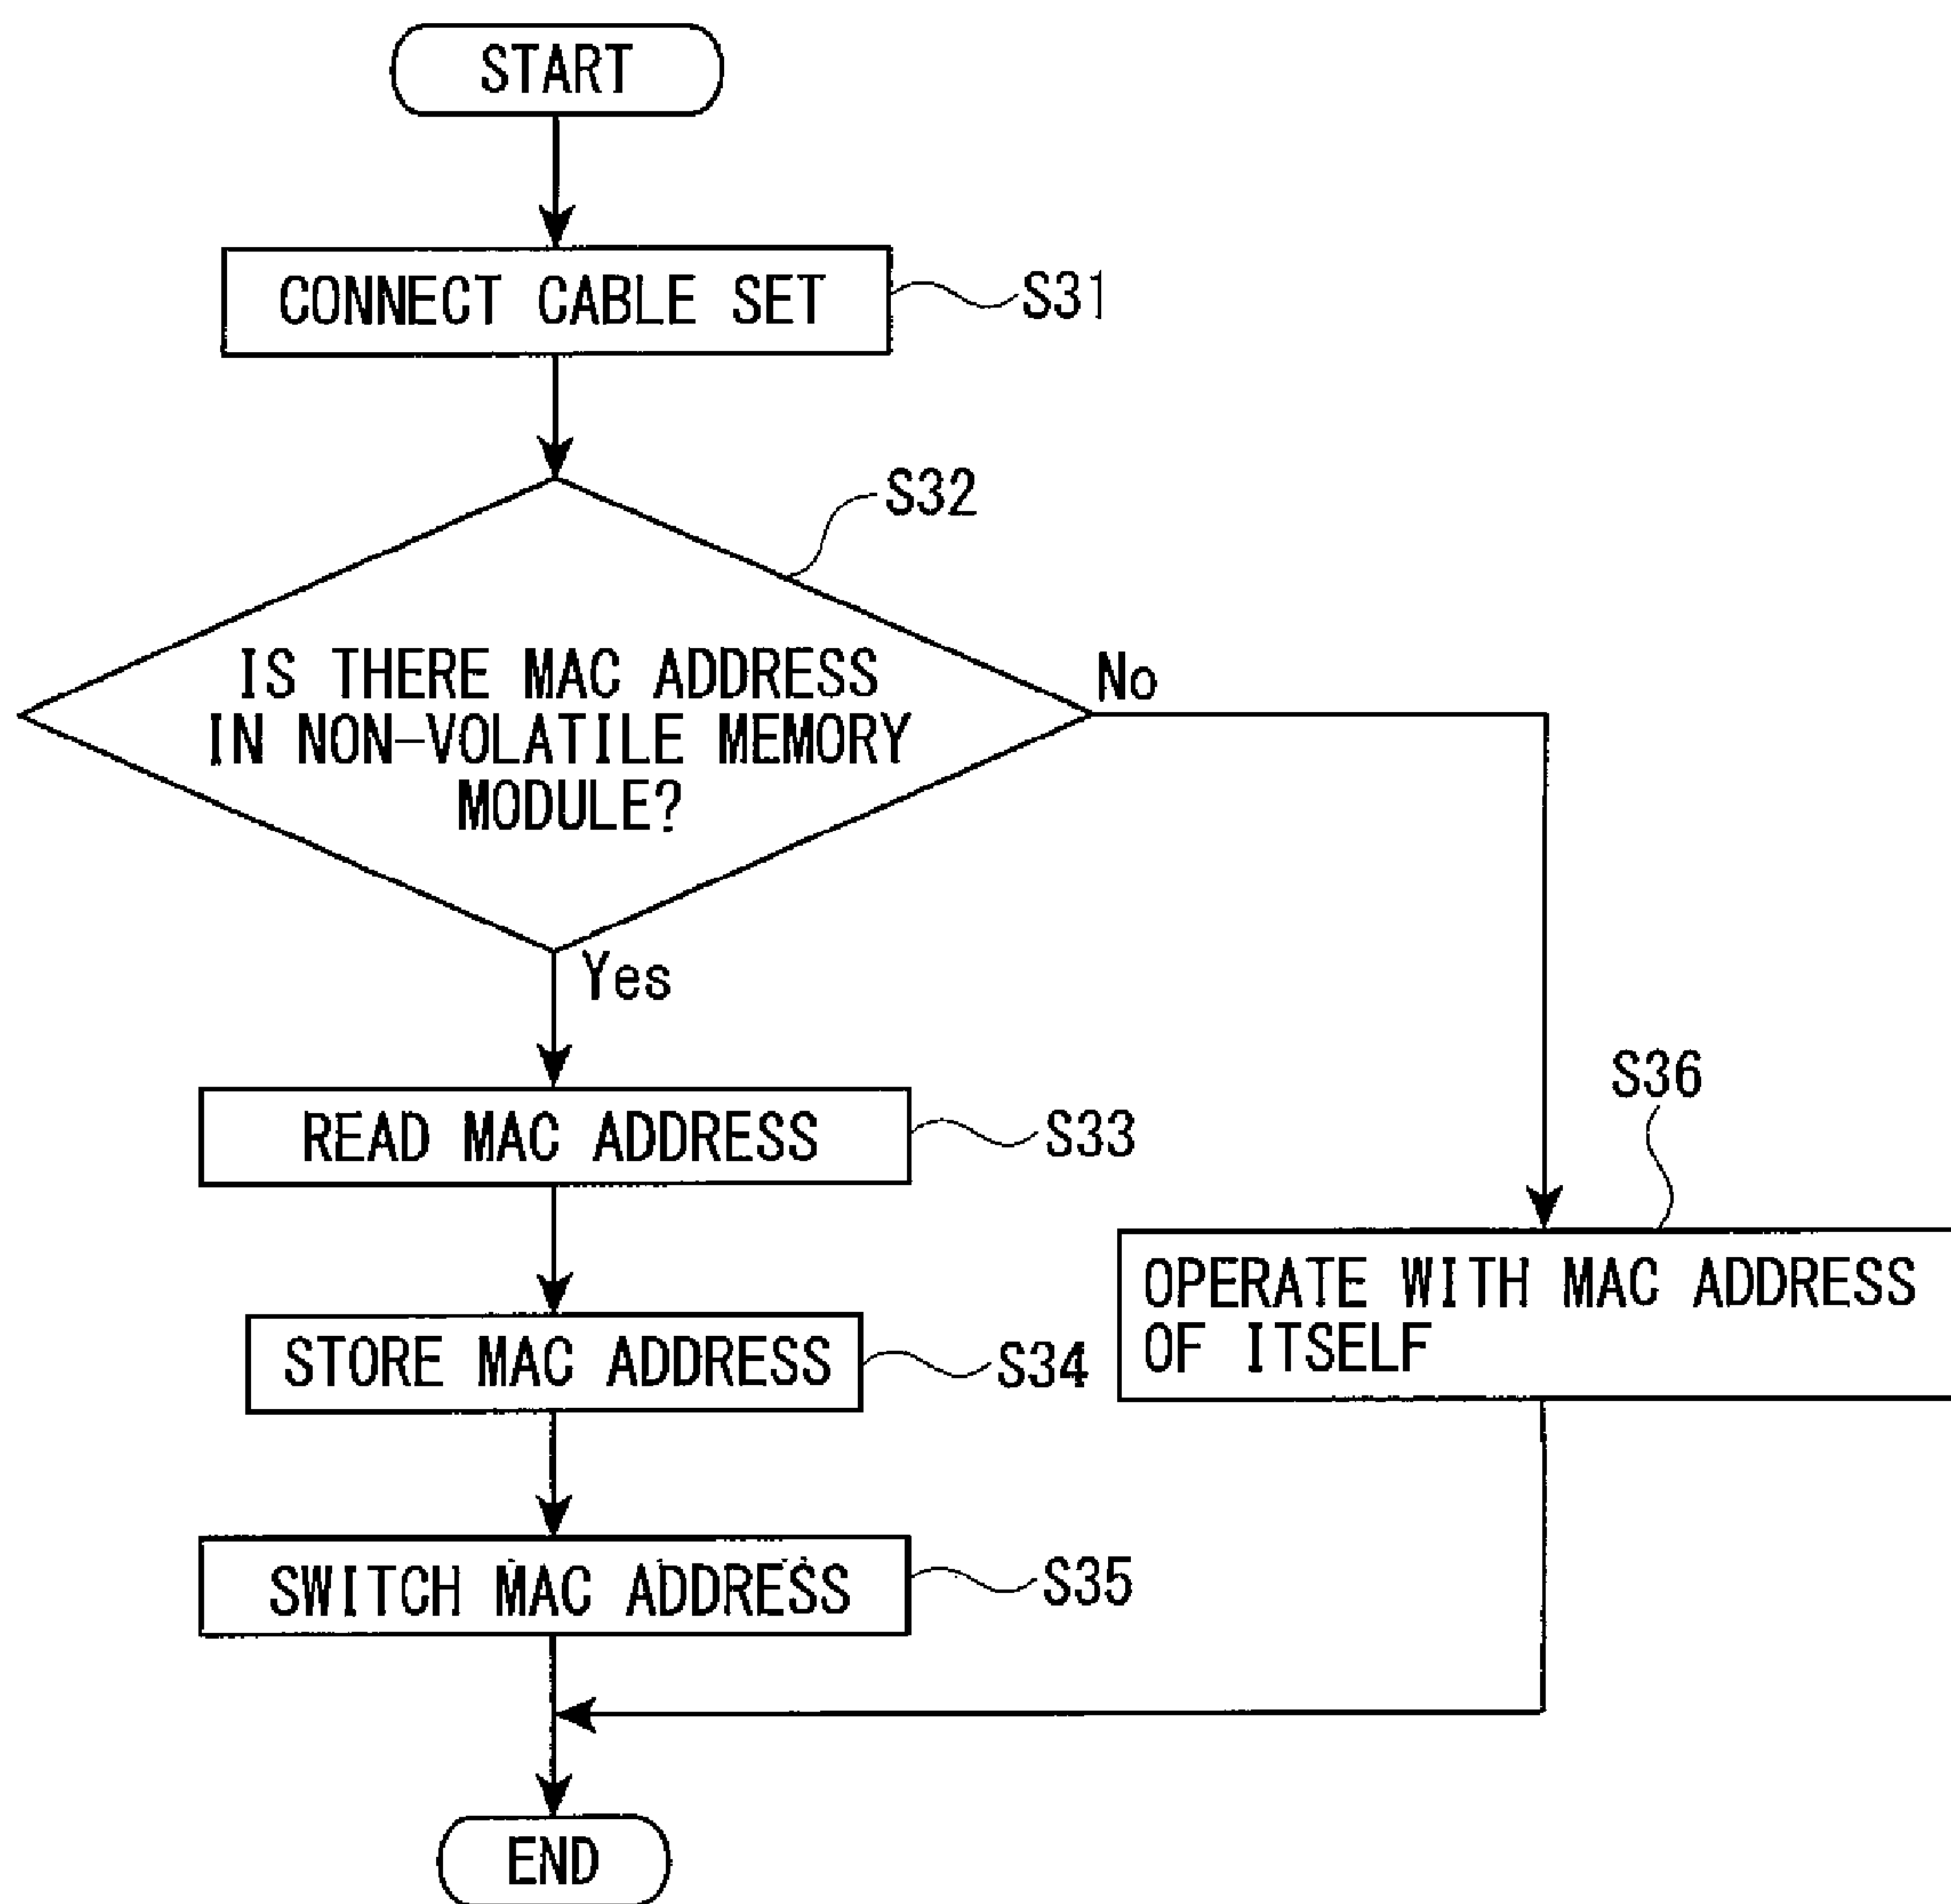 START
CONNECT CABLE SET
S31
S32
IS THERE MAC ADDRESS
IN NON-VOLATILE MEMORY
MODULE?
No
Yes
READ MAC ADDRESS
S33
S36
OPERATE WITH MAC ADDRESS
OF ITSELF
STORE MAC ADDRESS
S34
SWITCH MAC ADDRESS
S35
END